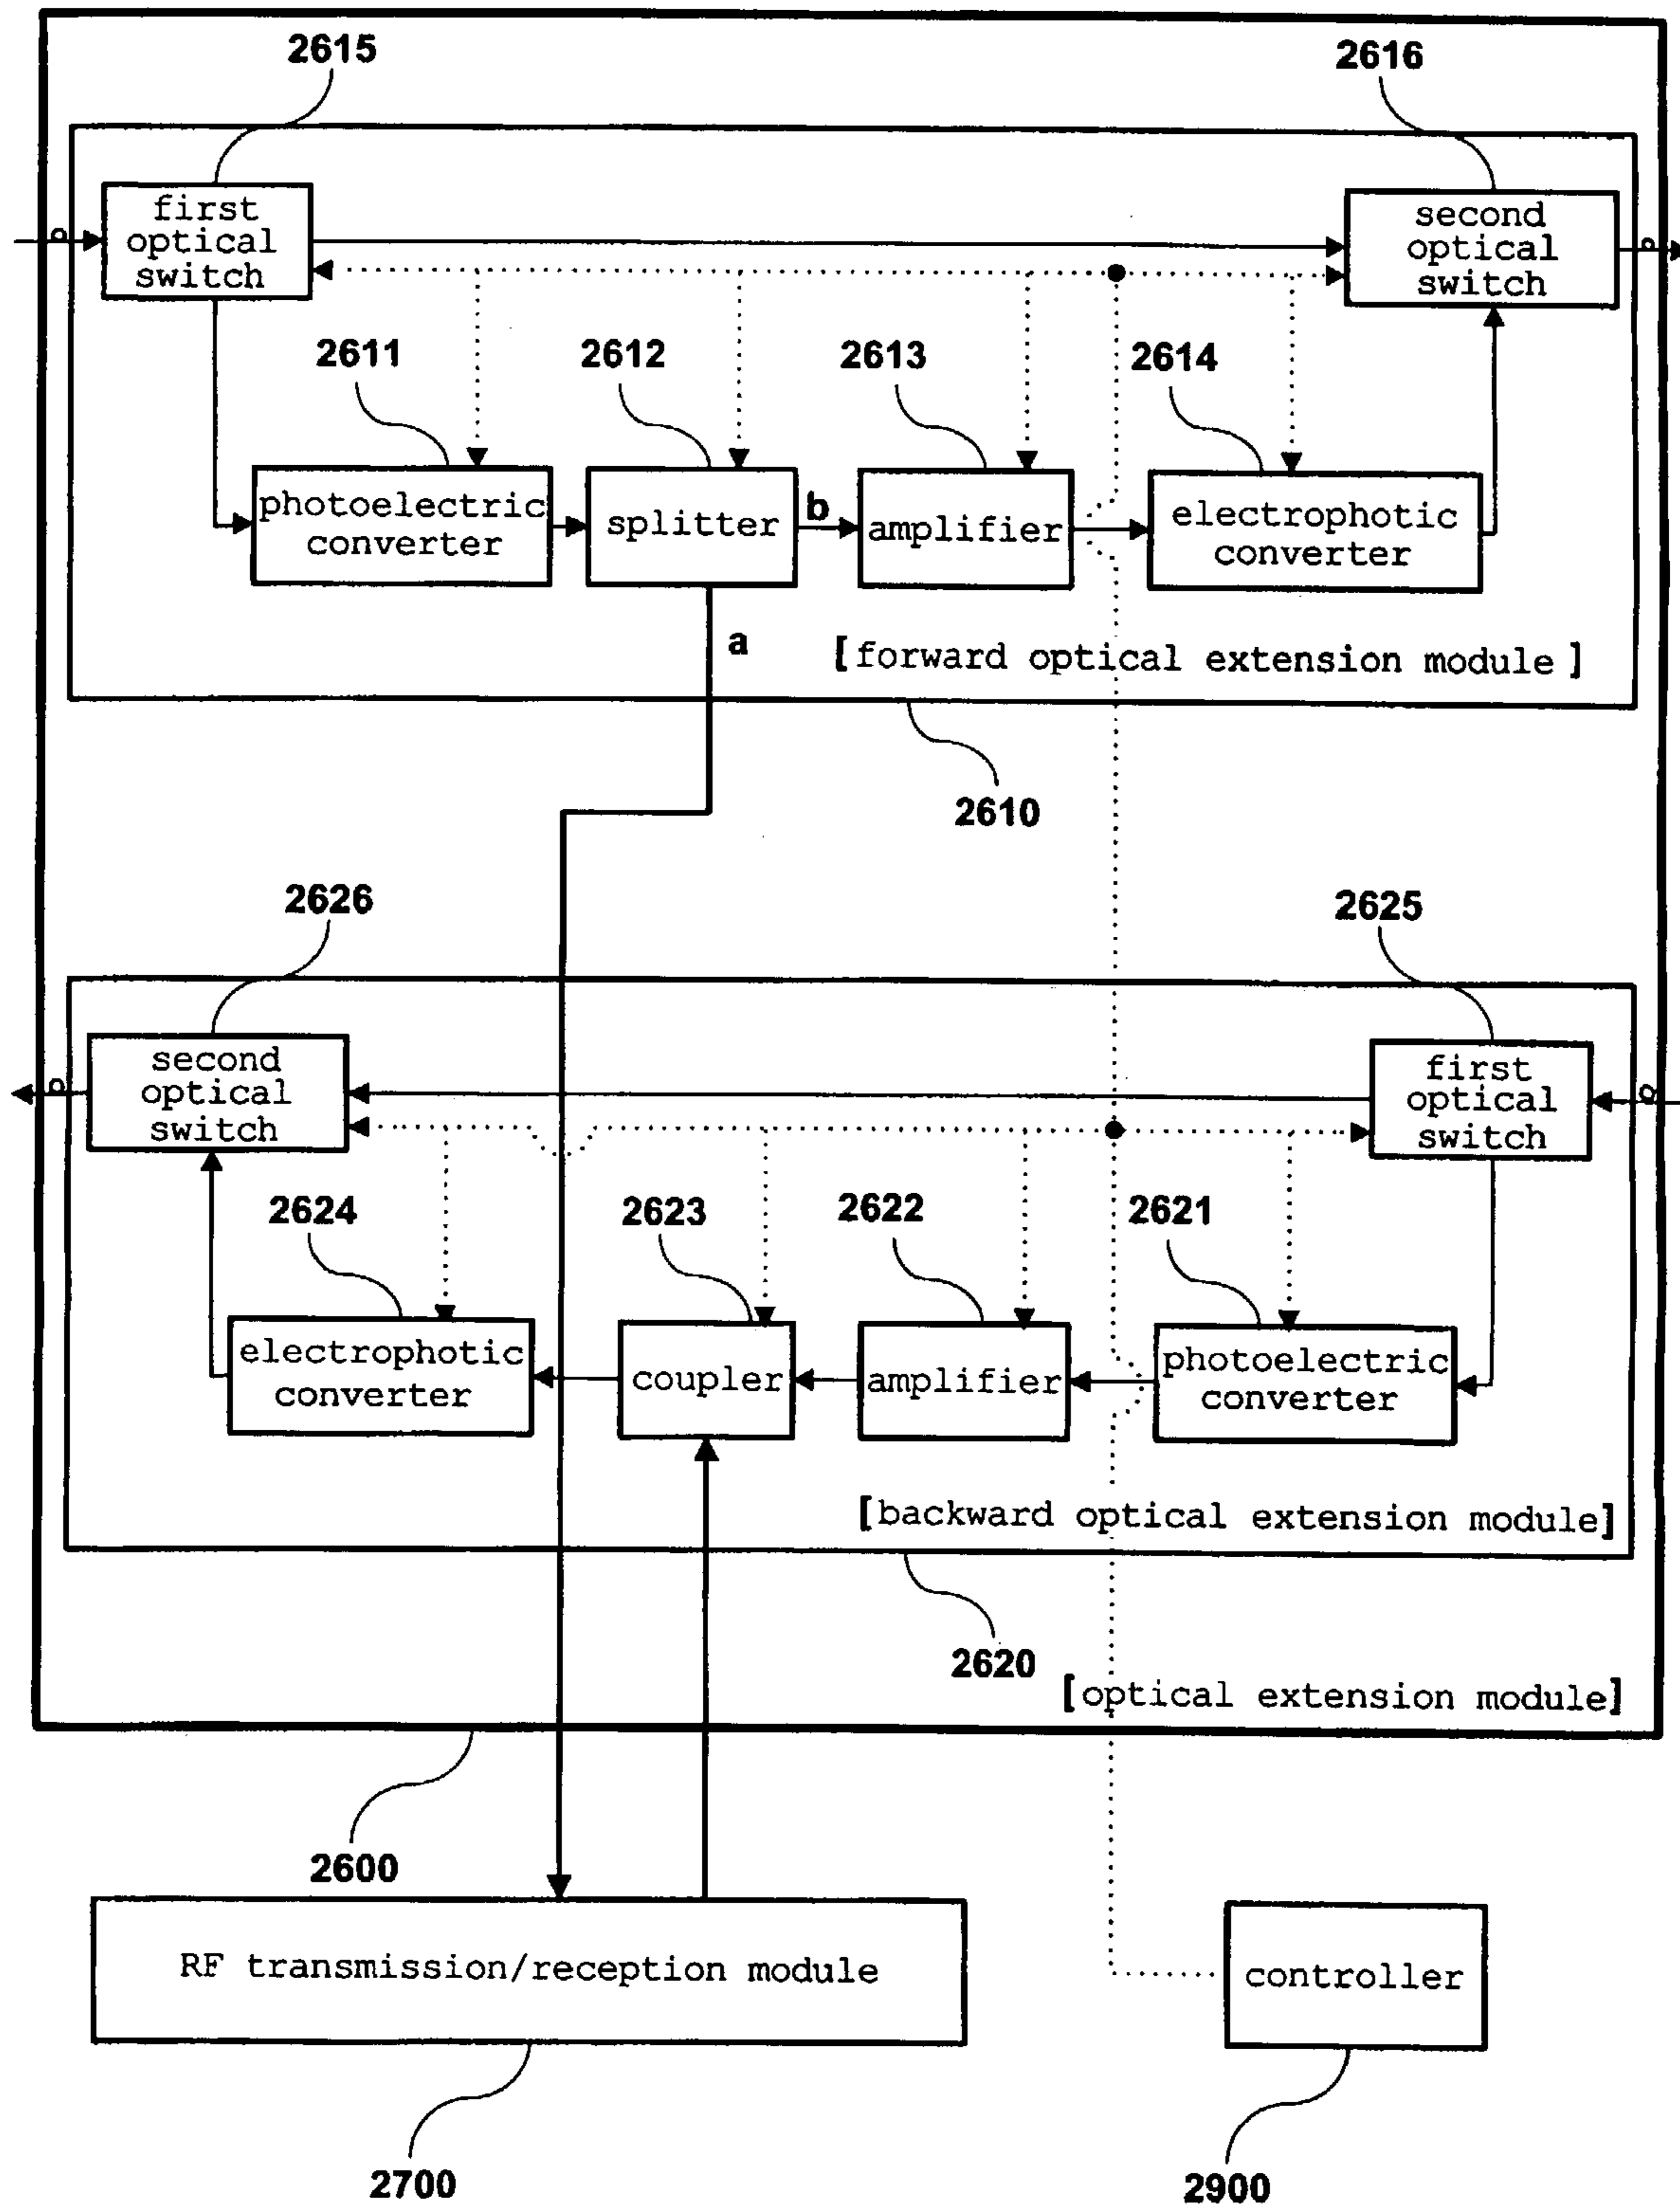 2615
2616
first
optical
switch
second
optical
switch
2611
2612
2613
2614
photoelectric
converter
splitter
b
amplifier
electrophotic
converter
a
[forward optical extension module]
2610
2626
2625
second
optical
switch
first
optical
switch
2624
2623
2622
2621
electrophotic
converter
coupler
amplifier
photoelectric
converter
[backward optical extension module]
2620
[optical extension module]
2600
RF transmission/reception module
controller
2700
2900